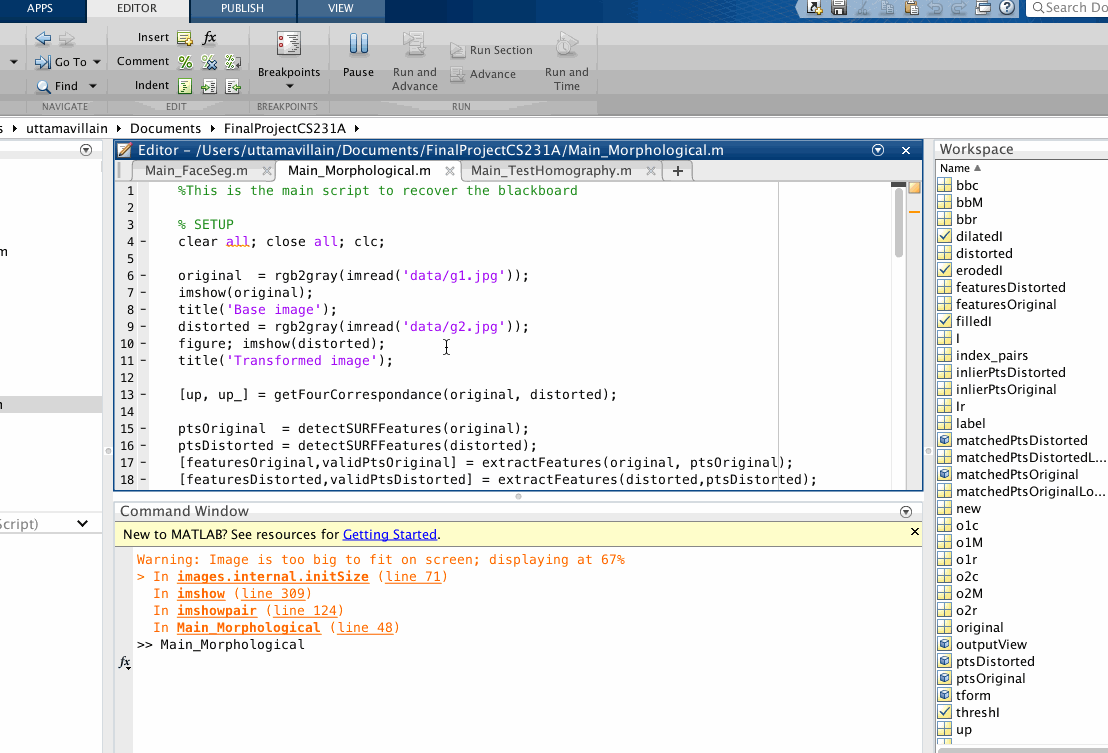 APPS EDITOR PUBLISH VIEW
Search Do
Insert fx
Go To Comment % Breakpoints Pause Run and Advance Run Section Advance Run and Time
Find Indent
NAVIGATE EDIT BREAKPOINTS RUN
s ▸ uttamavillain ▸ Documents ▸ FinalProjectCS231A ▸
Editor – /Users/uttamavillain/Documents/FinalProjectCS231A/Main_Morphological.m
Main_FaceSeg.m × Main_Morphological.m × Main_TestHomography.m × +
1 %This is the main script to recover the blackboard
2
3 % SETUP
4 – clear all; close all; clc;
5
6 – original  = rgb2gray(imread('data/g1.jpg'));
7 – imshow(original);
8 – title('Base image');
9 – distorted = rgb2gray(imread('data/g2.jpg'));
10 – figure; imshow(distorted);
11 – title('Transformed image');
12
13 – [up, up_] = getFourCorrespondance(original, distorted);
14
15 – ptsOriginal  = detectSURFFeatures(original);
16 – ptsDistorted = detectSURFFeatures(distorted);
17 – [featuresOriginal,validPtsOriginal] = extractFeatures(original, ptsOriginal);
18 – [featuresDistorted,validPtsDistorted] = extractFeatures(distorted,ptsDistorted);
m
n
Script)
Command Window
New to MATLAB? See resources for Getting Started.
Warning: Image is too big to fit on screen; displaying at 67%
> In images.internal.initSize (line 71)
In imshow (line 309)
In imshowpair (line 124)
In Main_Morphological (line 48)
>> Main_Morphological
fx
Workspace
Name
bbc
bbM
bbr
dilatedI
distorted
erodedI
featuresDistorted
featuresOriginal
filledI
I
index_pairs
inlierPtsDistorted
inlierPtsOriginal
Ir
label
matchedPtsDistorted
matchedPtsDistortedL...
matchedPtsOriginal
matchedPtsOriginalLo...
new
o1c
o1M
o1r
o2c
o2M
o2r
original
outputView
ptsDistorted
ptsOriginal
tform
threshI
up